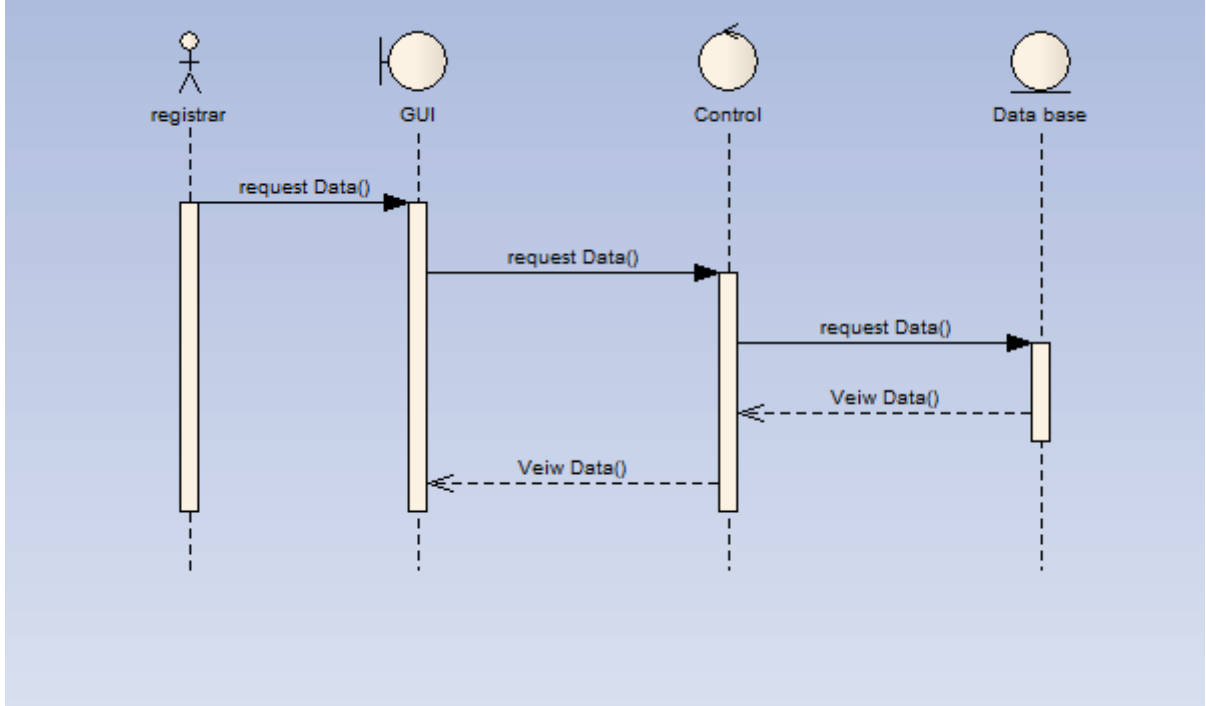 registrar
GUI
Control
Data base
request Data()
request Data()
request Data()
Veiw Data()
Veiw Data()